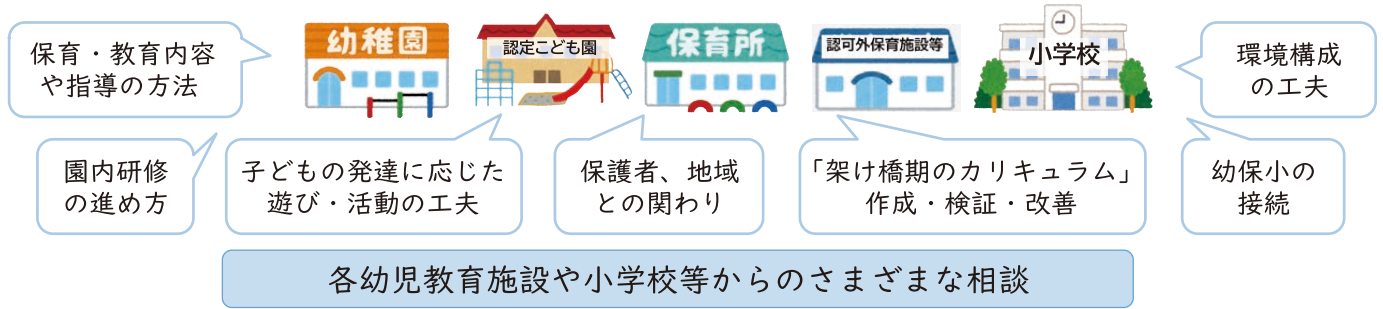 保育・教育内容
や指導の方法
幼稚園
認定こども園
保育所
認可外保育施設等
小学校
環境構成
の工夫
園内研修
の進め方
子どもの発達に応じた
遊び・活動の工夫
保護者、地域
との関わり
「架け橋期のカリキュラム」
作成・検証・改善
幼保小の
接続
各幼児教育施設や小学校等からのさまざまな相談